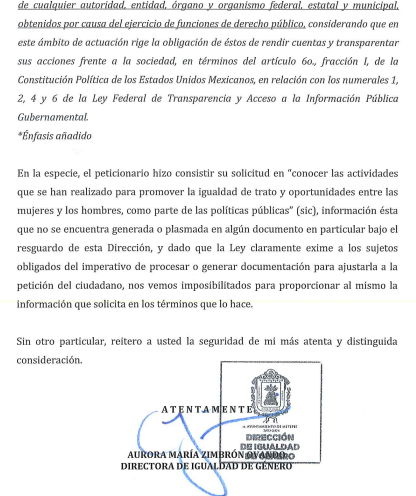 de cualquier autoridad, entidad, órgano y organismo federal, estatal y municipal,
obtenidos por causa del ejercicio de funciones de derecho público, considerando que en
este ámbito de actuación rige la obligación de éstos de rendir cuentas y transparentar
sus acciones frente a la sociedad, en términos del artículo 6o., fracción I, de la
Constitución Política de los Estados Unidos Mexicanos, en relación con los numerales 1,
2, 4 y 6 de la Ley Federal de Transparencia y Acceso a la Información Pública
Gubernamental.
*Énfasis añadido
En la especie, el peticionario hizo consistir su solicitud en "conocer las actividades
que se han realizado para promover la igualdad de trato y oportunidades entre las
mujeres y los hombres, como parte de las políticas públicas" (sic), información ésta
que no se encuentra generada o plasmada en algún documento en particular bajo el
resguardo de esta Dirección, y dado que la Ley claramente exime a los sujetos
obligados del imperativo de procesar o generar documentación para ajustarla a la
petición del ciudadano, nos vemos imposibilitados para proporcionar al mismo la
información que solicita en los términos que lo hace.
Sin otro particular, reitero a usted la seguridad de mi más atenta y distinguida
consideración.
ATENTAMENTE
DIRECCIÓN
DE IGUALDAD
DE GÉNERO
AURORA MARÍA ZIMBRÓN OVANDO
DIRECTORA DE IGUALDAD DE GÉNERO